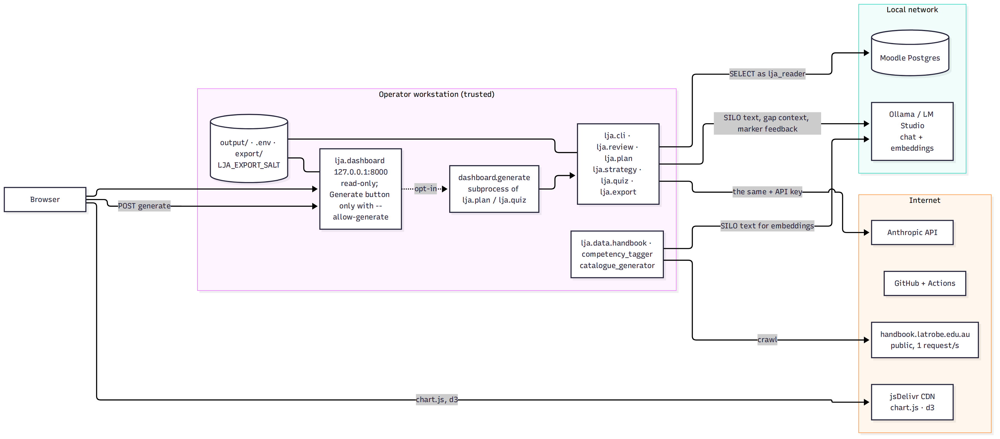 Local network
Moodle Postgres
SELECT as lja_reader
Operator workstation (trusted)
output/ · .env ·
export/
LJA_EXPORT_SALT
lja.dashboard
127.0.0.1:8000
read-only;
Generate button
only with --
allow-generate
opt-in
dashboard.generate
subprocess of
lja.plan / lja.quiz
lja.cli ·
lja.review ·
lja.plan
lja.strategy ·
lja.quiz ·
lja.export
SILO text, gap context,
marker feedback
Ollama / LM
Studio
chat +
embeddings
Browser
POST generate
the same + API key
Internet
lja.data.handbook ·
competency_tagger
catalogue_generator
SILO text for embeddings
Anthropic API
GitHub + Actions
crawl
handbook.latrobe.edu.au
public, 1 request/s
chart.js, d3
jsDelivr CDN
chart.js · d3